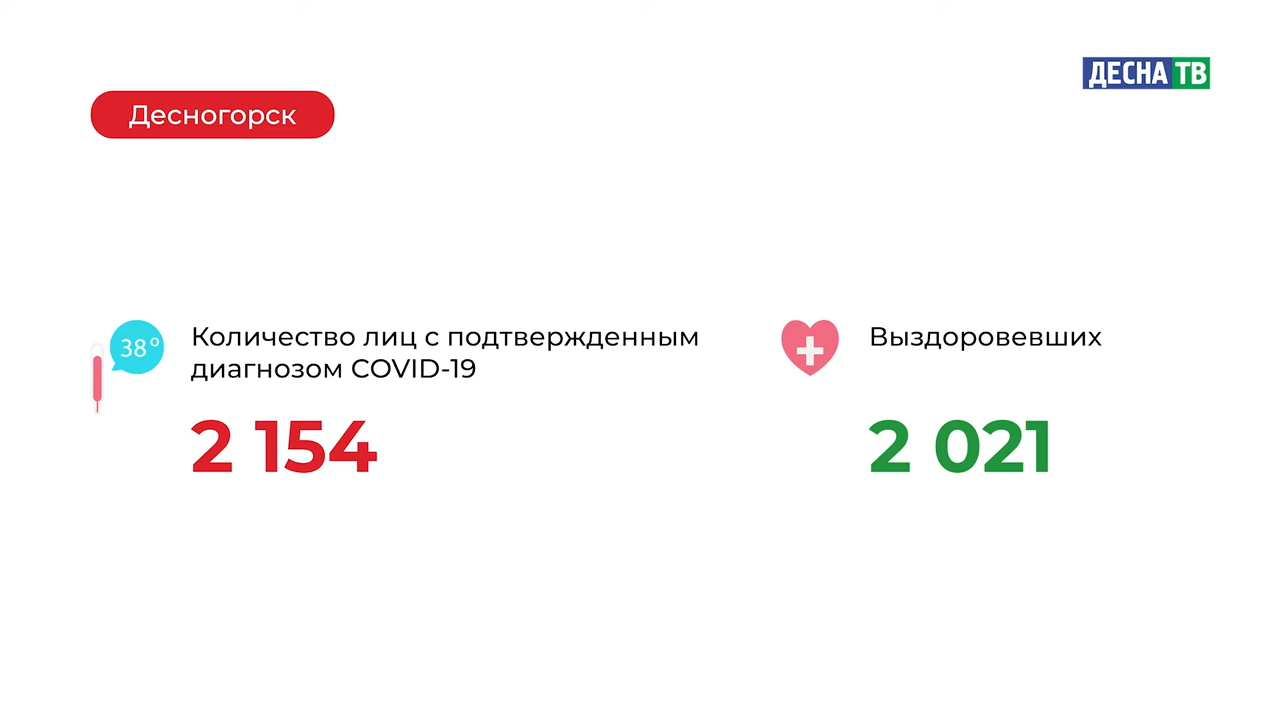 ДЕСНА ТВ
Десногорск
38°
Количество лиц с подтвержденным
диагнозом COVID-19
2 154
Выздоровевших
2 021